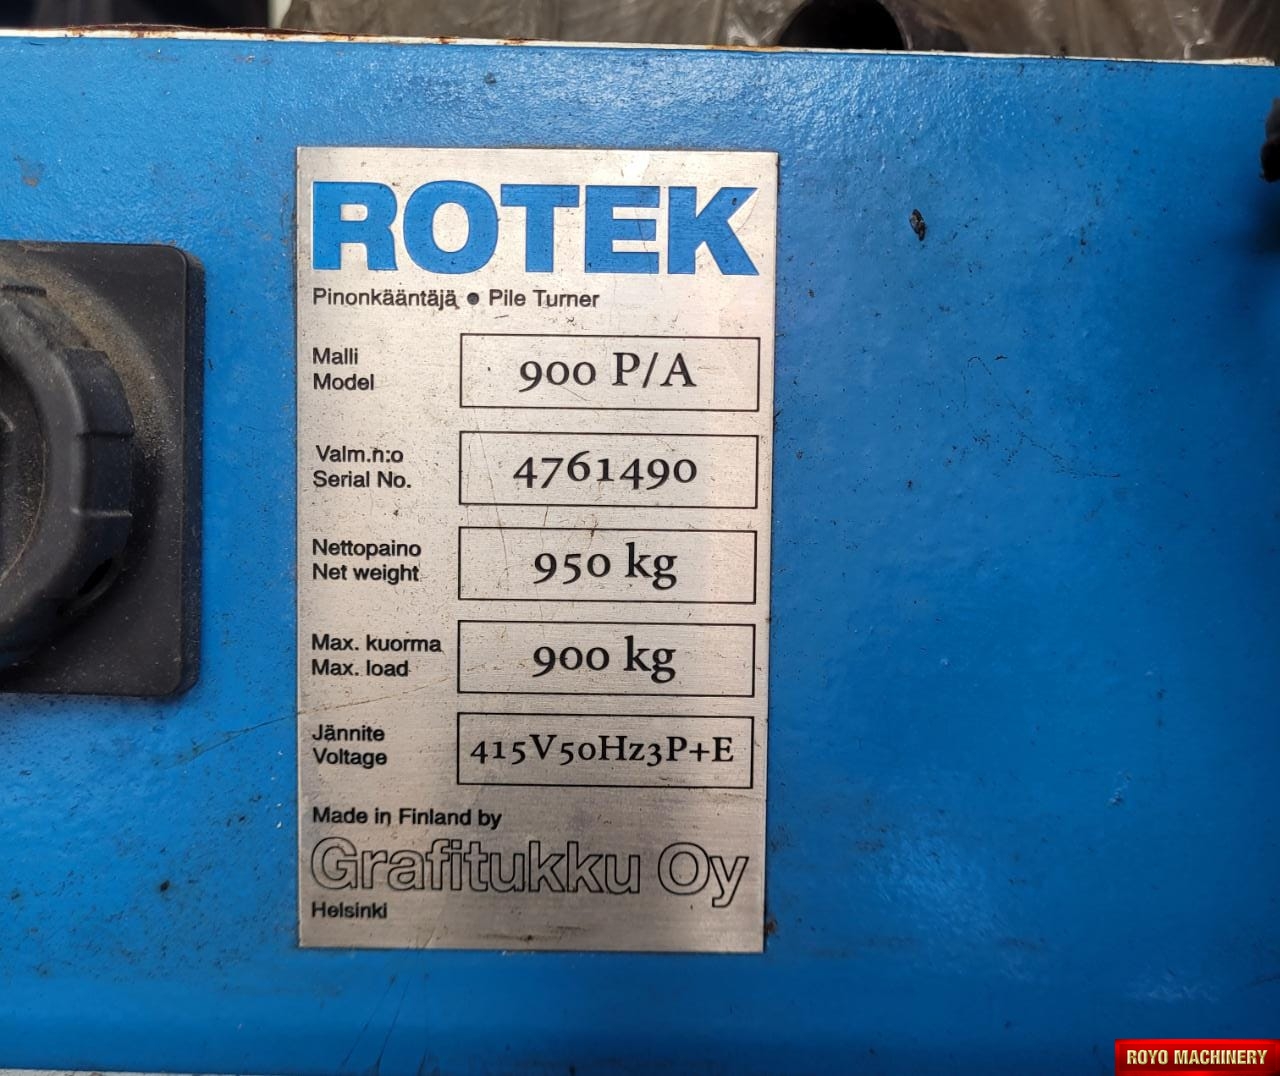 ROTEK
Pinonkääntäjä • Pile Turner
Malli
Model
900 P/A
Valm.n:o
Serial No.
4761490
Nettopaino
Net weight
950 kg
Max. kuorma
Max. load
900 kg
Jännite
Voltage
415V50Hz3P+E
Made in Finland by
Grafitukku Oy
Helsinki
ROYO MACHINERY